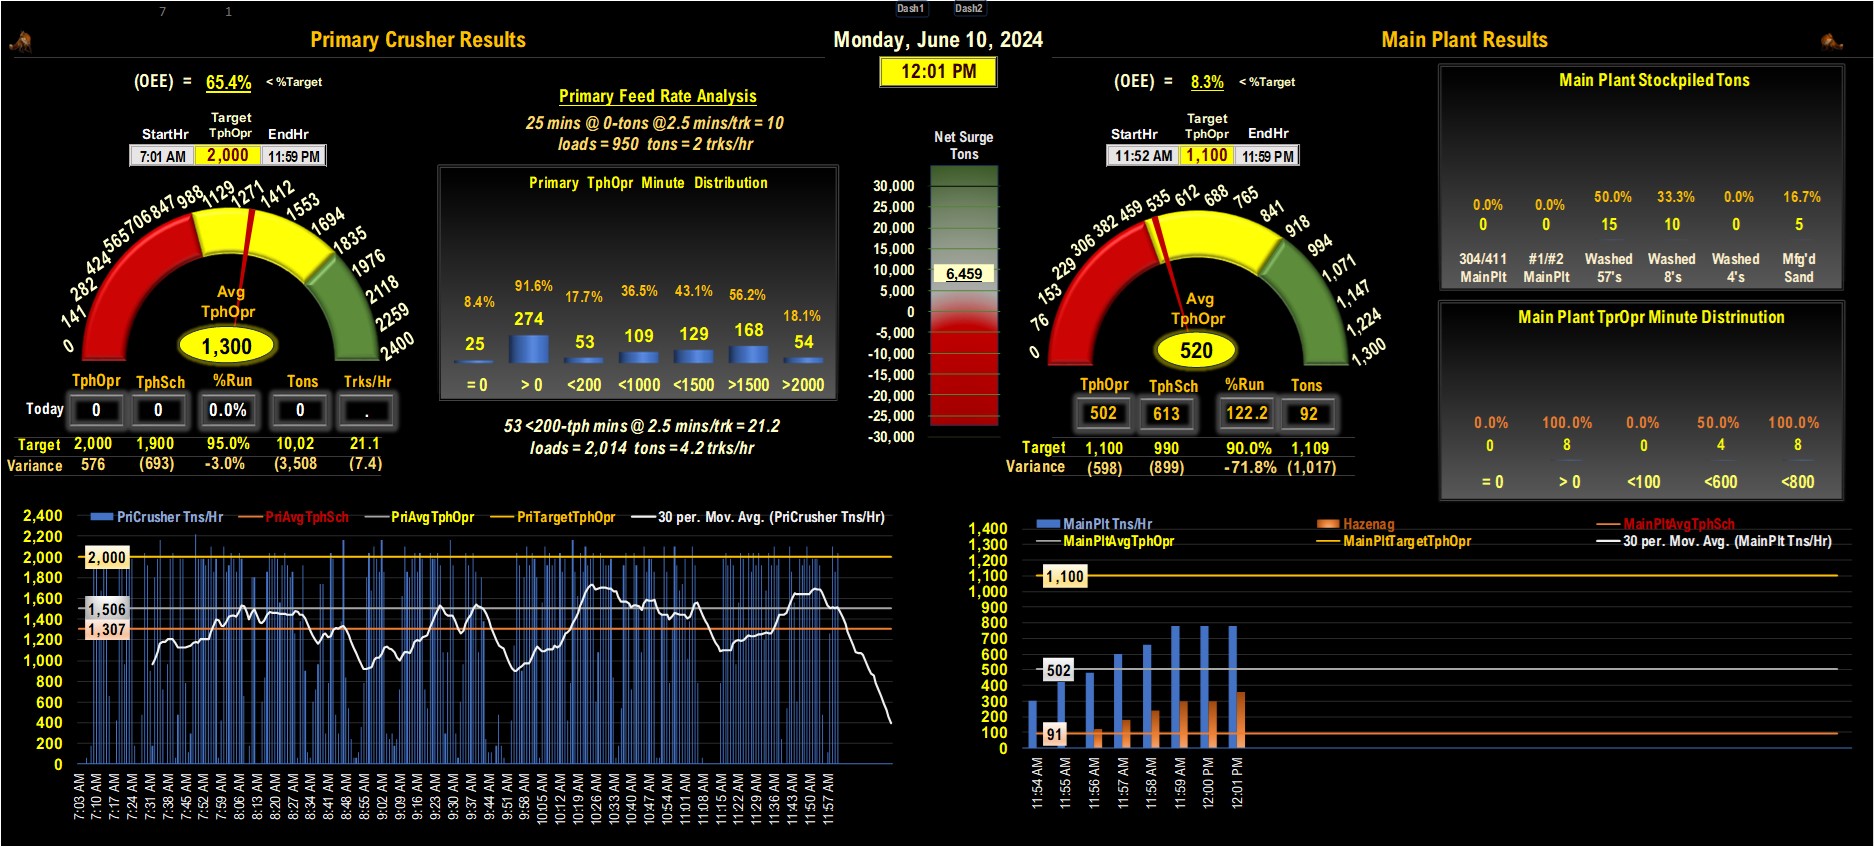 7 1
Dash1 Dash2
Primary Crusher Results
Monday, June 10, 2024
Main Plant Results
12:01 PM
(OEE) = 65.4% < %Target
Primary Feed Rate Analysis
25 mins @ 0-tons @2.5 mins/trk = 10
loads = 950 tons = 2 trks/hr
Target
StartHr TphOpr EndHr
7:01 AM 2,000 11:59 PM
0 141 282 424 565 706 847 988 1129 1271 1412 1553 1694 1835 1976 2118 2259 2400
Avg
TphOpr
1,300
TphOpr TphSch %Run Tons Trks/Hr
Today 0 0 0.0% 0 .
Target 2,000 1,900 95.0% 10,02 21.1
Variance 576 (693) -3.0% (3,508 (7.4)
Primary TphOpr Minute Distribution
8.4% 91.6% 17.7% 36.5% 43.1% 56.2% 18.1%
25 274 53 109 129 168 54
= 0 > 0 <200 <1000 <1500 >1500 >2000
53 <200-tph mins @ 2.5 mins/trk = 21.2
loads = 2,014 tons = 4.2 trks/hr
Net Surge
Tons
30,000
25,000
20,000
15,000
10,000
6,459
5,000
0
-5,000
-10,000
-15,000
-20,000
-25,000
-30,000
(OEE) = 8.3% < %Target
Target
StartHr TphOpr EndHr
11:52 AM 1,100 11:59 PM
0 76 153 229 306 382 459 535 612 688 765 841 918 994 1,071 1,147 1,224 1,300
Avg
TphOpr
520
TphOpr TphSch %Run Tons
502 613 122.2 92
Target 1,100 990 90.0% 1,109
Variance (598) (899) -71.8% (1,017)
Main Plant Stockpiled Tons
0.0% 0.0% 50.0% 33.3% 0.0% 16.7%
0 0 15 10 0 5
304/411 #1/#2 Washed Washed Washed Mfg'd
MainPlt MainPlt 57's 8's 4's Sand
Main Plant TprOpr Minute Distrinution
0.0% 100.0% 0.0% 50.0% 100.0%
0 8 0 4 8
= 0 > 0 <100 <600 <800
PriCrusher Tns/Hr PriAvgTphSch PriAvgTphOpr PriTargetTphOpr 30 per. Mov. Avg. (PriCrusher Tns/Hr)
2,400
2,200
2,000
1,800
1,600
1,400
1,200
1,000
800
600
400
200
0
2,000
1,506
1,307
7:03 AM 7:10 AM 7:17 AM 7:24 AM 7:31 AM 7:38 AM 7:45 AM 7:52 AM 7:59 AM 8:06 AM 8:13 AM 8:20 AM 8:27 AM 8:34 AM 8:41 AM 8:48 AM 8:55 AM 9:02 AM 9:09 AM 9:16 AM 9:23 AM 9:30 AM 9:37 AM 9:44 AM 9:51 AM 9:58 AM 10:05 AM 10:12 AM 10:19 AM 10:26 AM 10:33 AM 10:40 AM 10:47 AM 10:54 AM 11:01 AM 11:08 AM 11:15 AM 11:22 AM 11:29 AM 11:36 AM 11:43 AM 11:50 AM 11:57 AM
MainPlt Tns/Hr Hazenag MainPltAvgTphSch
MainPltAvgTphOpr MainPltTargetTphOpr 30 per. Mov. Avg. (MainPlt Tns/Hr)
1,400
1,300
1,200
1,100
1,000
900
800
700
600
500
400
300
200
100
0
1,100
502
91
11:54 AM 11:55 AM 11:56 AM 11:57 AM 11:58 AM 11:59 AM 12:00 PM 12:01 PM